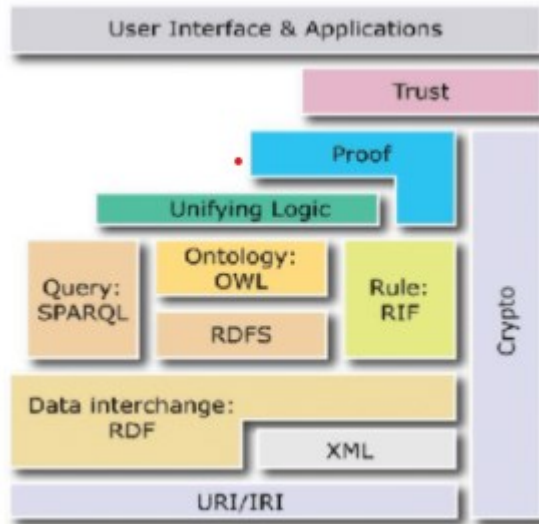 User Interface & Applications
Trust
Proof
Unifying Logic
Ontology:
OWL
Query:
SPARQL
Rule:
RIF
RDFS
Crypto
Data interchange:
RDF
XML
URI/IRI